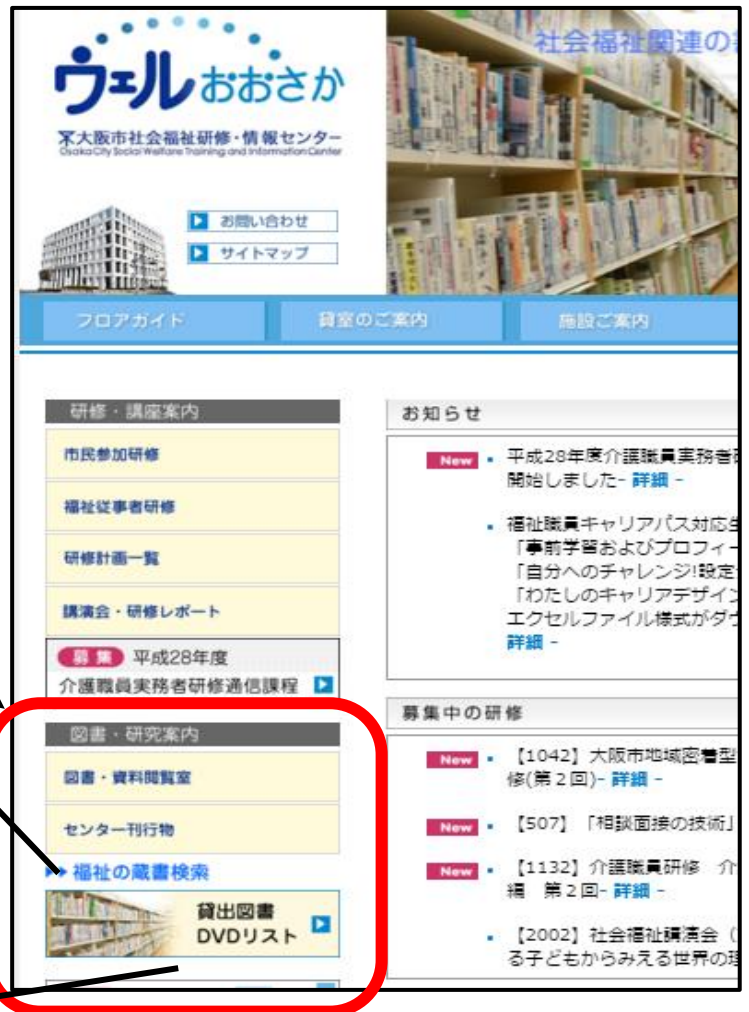 社会福祉関連の
ウェルおおさか
大阪市社会福祉研修・情報センター
Osaka City Social Welfare Training and Information Center
お問い合わせ
サイトマップ
フロアガイド
貸室のご案内
施設ご案内
研修・講座案内
市民参加研修
福祉従事者研修
研修計画一覧
講演会・研修レポート
募集 平成28年度
介護職員実務者研修通信課程
図書・研究案内
図書・資料閲覧室
センター刊行物
福祉の蔵書検索
貸出図書
DVDリスト
お知らせ
New 平成28年度介護職員実務者
開始しました- 詳細 -
福祉職員キャリアパス対応生
「事前学習およびプロフィー
「自分へのチャレンジ!設定
「わたしのキャリアデザイン
エクセルファイル様式がダウ
詳細 -
募集中の研修
New 【1042】大阪市地域密着型
修(第2回)- 詳細 -
New 【507】「相談面接の技術」
New 【1132】介護職員研修 介
編 第2回- 詳細 -
【2002】社会福祉講演会（
る子どもからみえる世界の理